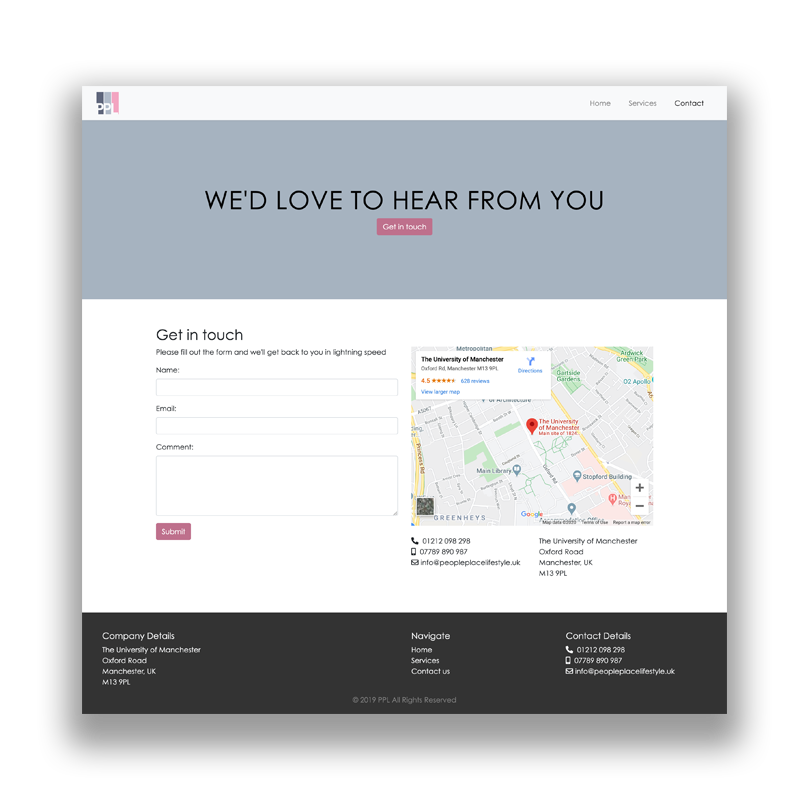 PPL
Home Services Contact
WE'D LOVE TO HEAR FROM YOU
Get in touch
Get in touch
Please fill out the form and we'll get back to you in lightning speed
Name:
Email:
Comment:
Submit
Metropolitan
The University of Manchester
Oxford Rd, Manchester M13 9PL
4.5 628 reviews
View larger map
Directions
Ardwick
Green Park
Gartside
Gardens
D2 Apollo
of Architecture
The University
of Manchester
Main site of 1824
Princess Rd
Main Library
Oxford Rd
Stopford Building
GREENHEYS
Google
Map data ©2020 Terms of Use Report a map error
01212 098 298
07789 890 987
info@peopleplacelifestyle.uk
The University of Manchester
Oxford Road
Manchester, UK
M13 9PL
Company Details
The University of Manchester
Oxford Road
Manchester, UK
M13 9PL
Navigate
Home
Services
Contact us
Contact Details
01212 098 298
07789 890 987
info@peopleplacelifestyle.uk
© 2019 PPL All Rights Reserved